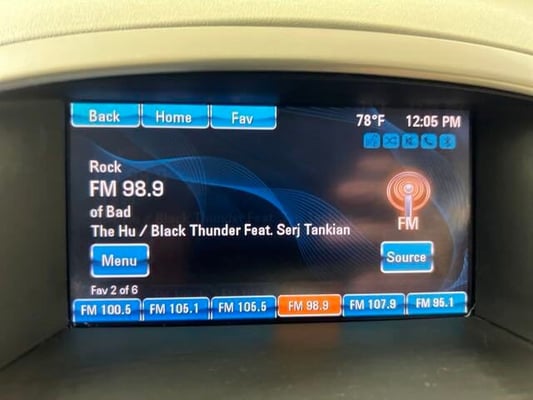 Back Home Fav 78°F 12:05 PM
Rock
FM 98.9
of Bad
The Hu / Black Thunder Feat. Serj Tankian
FM
Menu Source
Fav 2 of 6
FM 100.5 FM 105.1 FM 105.5 FM 98.9 FM 107.9 FM 95.1